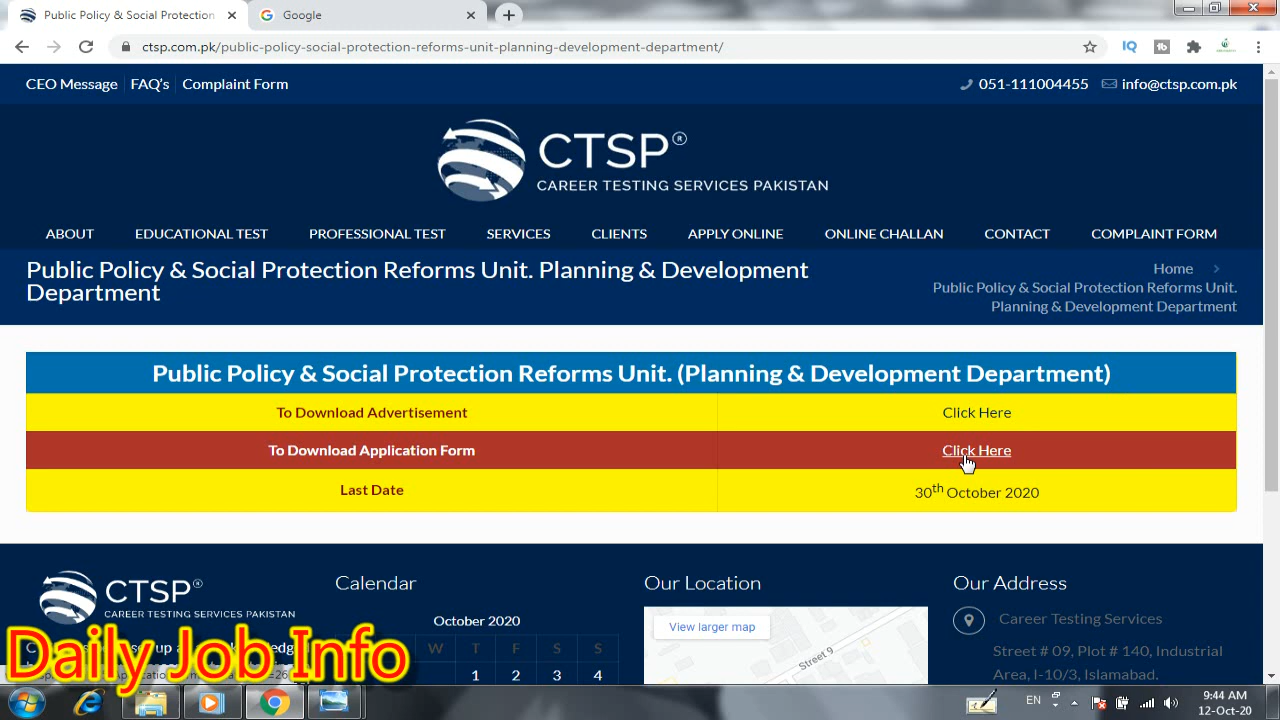 Public Policy & Social Protection
Google
ctsp.com.pk/public-policy-social-protection-reforms-unit-planning-development-department/
CEO Message
FAQ's
Complaint Form
051-111004455
info@ctsp.com.pk
CTSP®
CAREER TESTING SERVICES PAKISTAN
ABOUT
EDUCATIONAL TEST
PROFESSIONAL TEST
SERVICES
CLIENTS
APPLY ONLINE
ONLINE CHALLAN
CONTACT
COMPLAINT FORM
Public Policy & Social Protection Reforms Unit. Planning & Development
Department
Home
Public Policy & Social Protection Reforms Unit.
Planning & Development Department
Public Policy & Social Protection Reforms Unit. (Planning & Development Department)
To Download Advertisement
Click Here
To Download Application Form
Click Here
Last Date
30th October 2020
CTSP®
CAREER TESTING SERVICES PAKISTAN
Daily Job Info
Calendar
October 2020
W T F S S
1 2 3 4
Our Location
View larger map
Street 9
Our Address
Career Testing Services
Street # 09, Plot # 140, Industrial
Area, I-10/3, Islamabad.
EN
9:44 AM
12-Oct-20